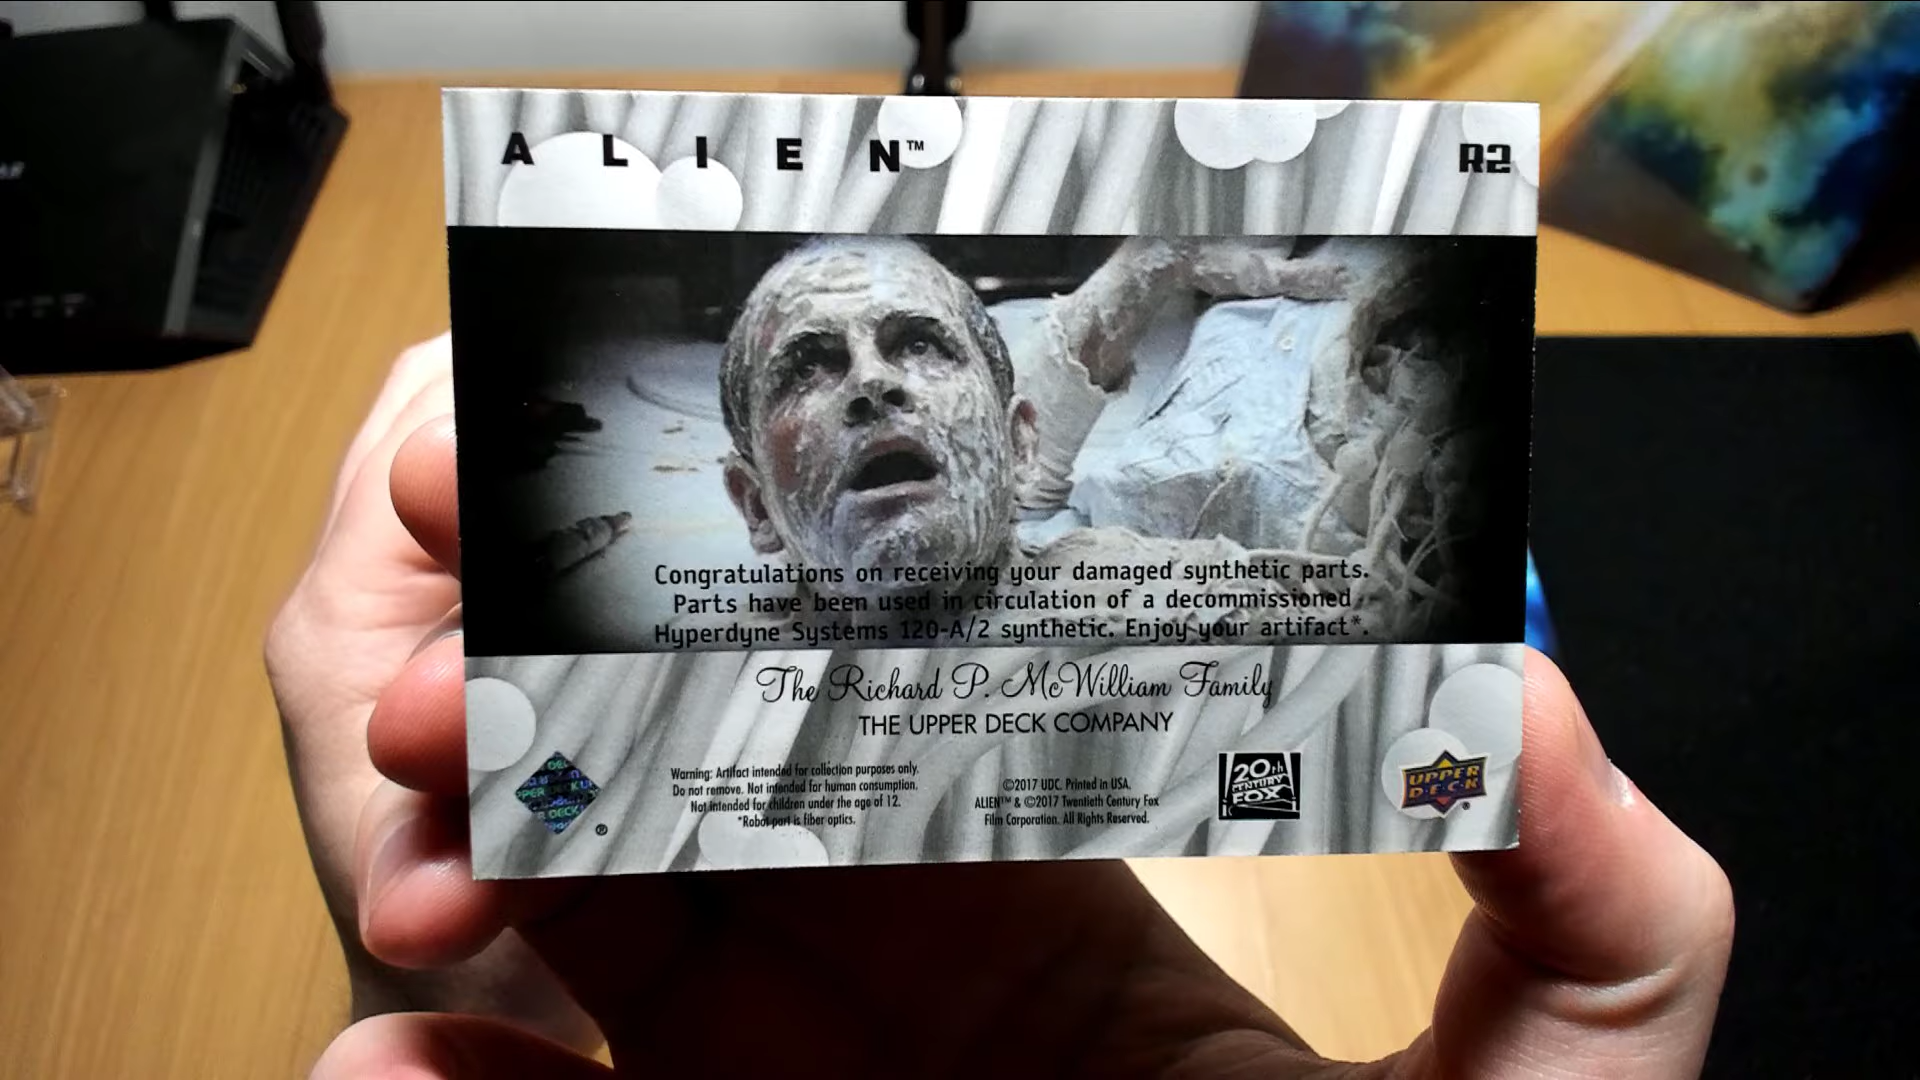 A L I E N™
R2
Congratulations on receiving your damaged synthetic parts.
Parts have been used in circulation of a decommissioned
Hyperdyne Systems 120-A/2 synthetic. Enjoy your artifact*.
The Richard P. McWilliam Family
THE UPPER DECK COMPANY
Warning: Artifact intended for collection purposes only.
Do not remove. Not intended for human consumption.
Not intended for children under the age of 12.
*Robot part is fiber optics.
©2017 UDC. Printed in USA.
ALIEN™ & ©2017 Twentieth Century Fox
Film Corporation. All Rights Reserved.
20th
CENTURY
FOX
UPPER
DECK
®
®